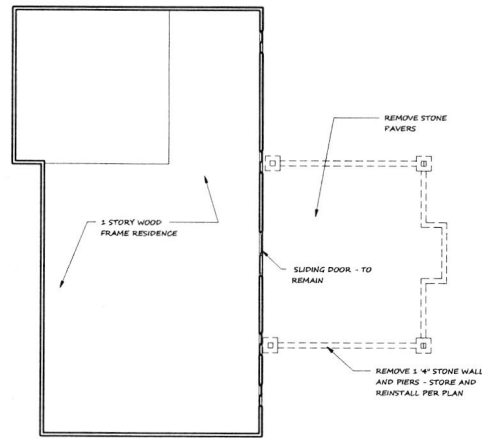 REMOVE STONE
PAVERS
1 STORY WOOD
FRAME RESIDENCE
SLIDING DOOR - TO
REMAIN
REMOVE 1 '4" STONE WALL
AND PIERS - STORE AND
REINSTALL PER PLAN